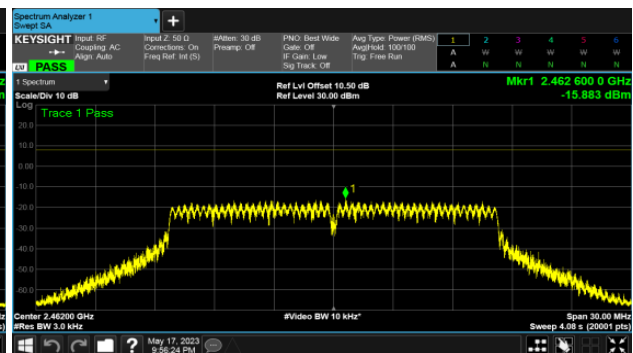 Spectrum Analyzer 1
Swept SA
KEYSIGHT Input: RF Input Z: 50 Ω #Atten: 30 dB PNO: Best Wide Avg Type: Power (RMS) 1 2 3 4 5 6
Coupling: AC Corrections: On Preamp: Off Gate: Off Avg|Hold: 100/100 A W W W W W
Align: Auto Freq Ref: Int (S) IF Gain: Low Trig: Free Run
LXI PASS Sig Track: Off A N N N N N
1 Spectrum Ref Lvl Offset 10.50 dB Mkr1 2.462 600 0 GHz
Scale/Div 10 dB Ref Level 30.00 dBm -15.883 dBm
Log
Trace 1 Pass
20.0
10.0
0.00
-10.0
1
-20.0
-30.0
-40.0
-50.0
-60.0
Center 2.46200 GHz #Video BW 10 kHz* Span 30.00 MHz
#Res BW 3.0 kHz Sweep 4.08 s (20001 pts)
? May 17, 2023
9:56:24 PM